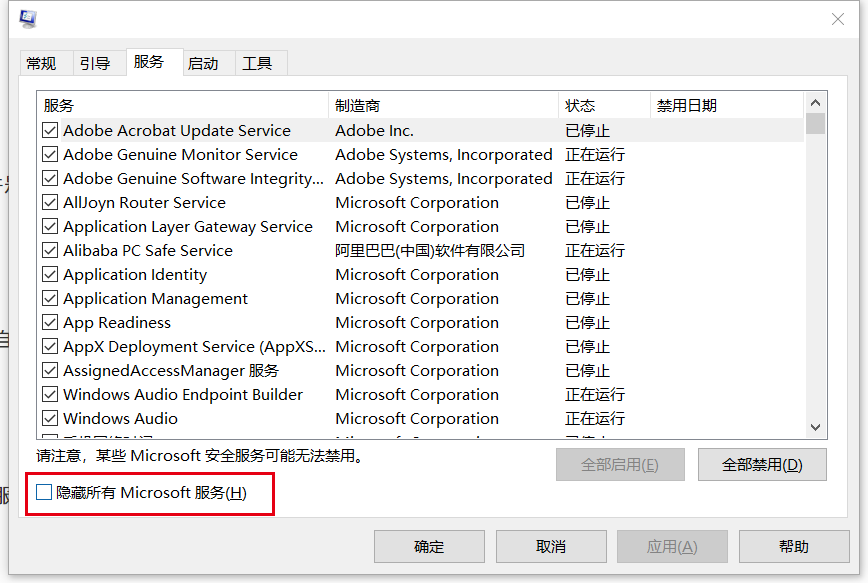 常规 引导 服务 启动 工具
服务 制造商 状态 禁用日期
Adobe Acrobat Update Service Adobe Inc. 已停止
Adobe Genuine Monitor Service Adobe Systems, Incorporated 正在运行
Adobe Genuine Software Integrity... Adobe Systems, Incorporated 正在运行
AllJoyn Router Service Microsoft Corporation 已停止
Application Layer Gateway Service Microsoft Corporation 已停止
Alibaba PC Safe Service 阿里巴巴(中国)软件有限公司 正在运行
Application Identity Microsoft Corporation 已停止
Application Management Microsoft Corporation 已停止
App Readiness Microsoft Corporation 已停止
AppX Deployment Service (AppXS... Microsoft Corporation 已停止
AssignedAccessManager 服务 Microsoft Corporation 已停止
Windows Audio Endpoint Builder Microsoft Corporation 正在运行
Windows Audio Microsoft Corporation 正在运行
请注意，某些 Microsoft 安全服务可能无法禁用。
全部启用(E) 全部禁用(D)
隐藏所有 Microsoft 服务(H)
确定 取消 应用(A) 帮助